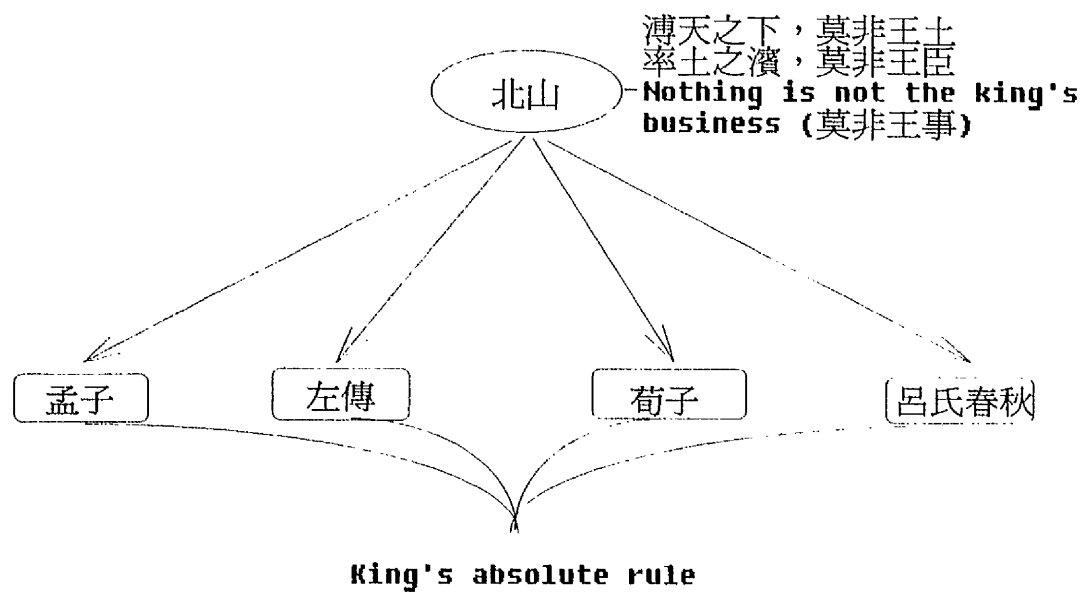 溥天之下，莫非王土
率土之濱，莫非王臣
北山
Nothing is not the king's
business (莫非王事)
孟子
左傳
荀子
呂氏春秋
King's absolute rule